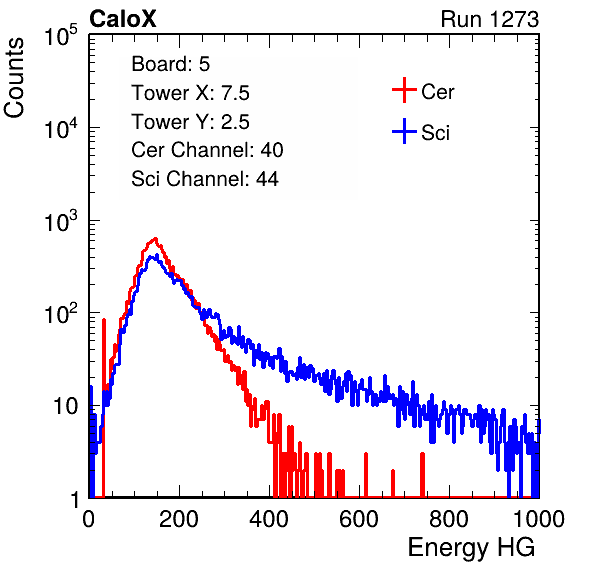 CaloX Run 1273
Counts
Board: 5
Tower X: 7.5
Tower Y: 2.5
Cer Channel: 40
Sci Channel: 44
Cer
Sci
10^5
10^4
10^3
10^2
10
1
0 200 400 600 800 1000
Energy HG